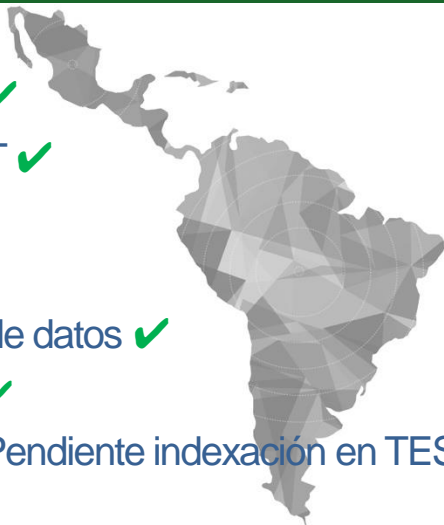 ✔
T ✔
de datos ✔
✔
Pendiente indexación en TES